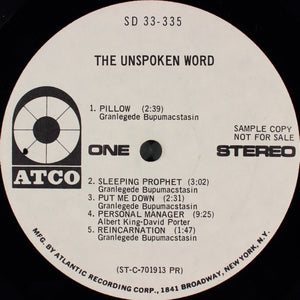 SD 33-335
THE UNSPOKEN WORD
1. PILLOW (2:39)
Granlegede Bupumacstasin
SAMPLE COPY
NOT FOR SALE
ATCO
ONE
STEREO
2. SLEEPING PROPHET (3:02)
Granlegede Bupumacstasin
3. PUT ME DOWN (2:31)
Granlegede Bupumacstasin
4. PERSONAL MANAGER (9:25)
Albert King-David Porter
5. REINCARNATION (1:47)
Granlegede Bupumacstasin
(ST-C-701913 PR)
MFG. BY ATLANTIC RECORDING CORP., 1841 BROADWAY, NEW YORK, N.Y.